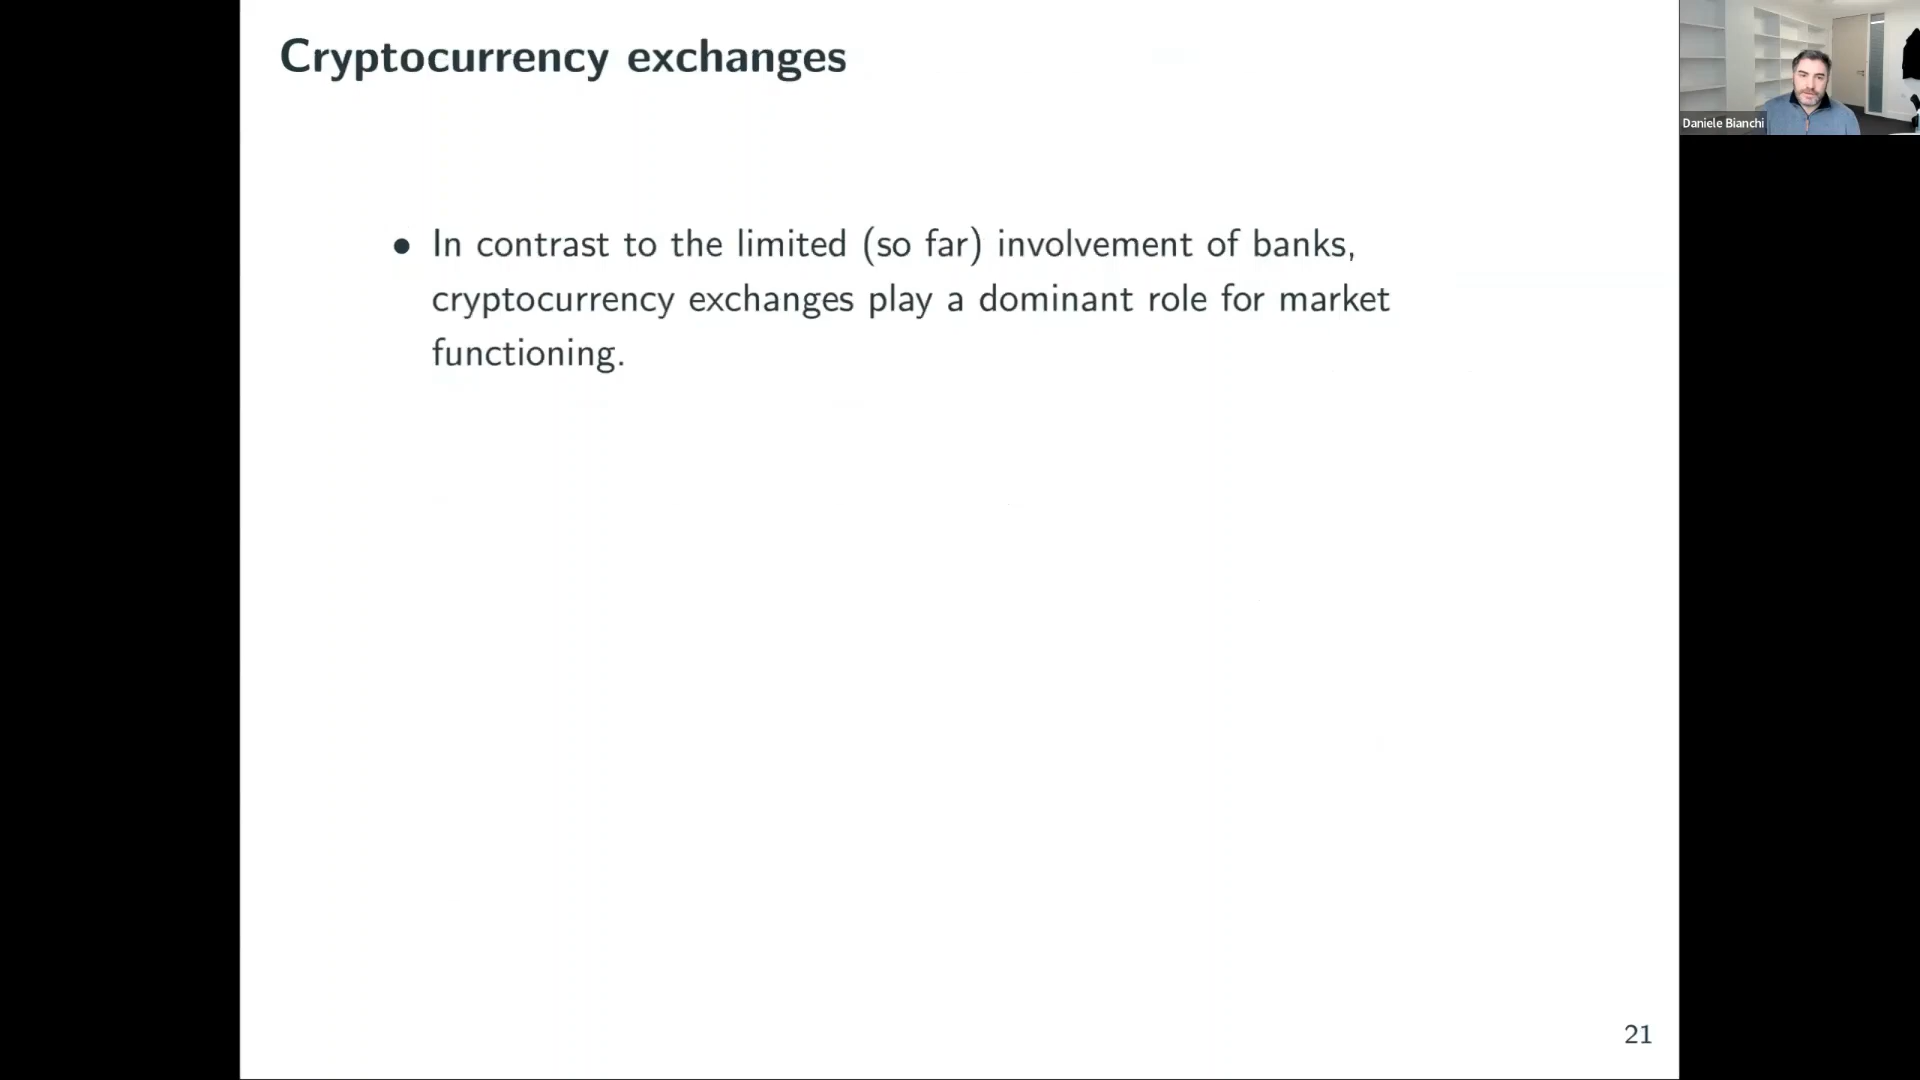 Cryptocurrency exchanges
Daniele Bianchi
• In contrast to the limited (so far) involvement of banks,
cryptocurrency exchanges play a dominant role for market
functioning.
21